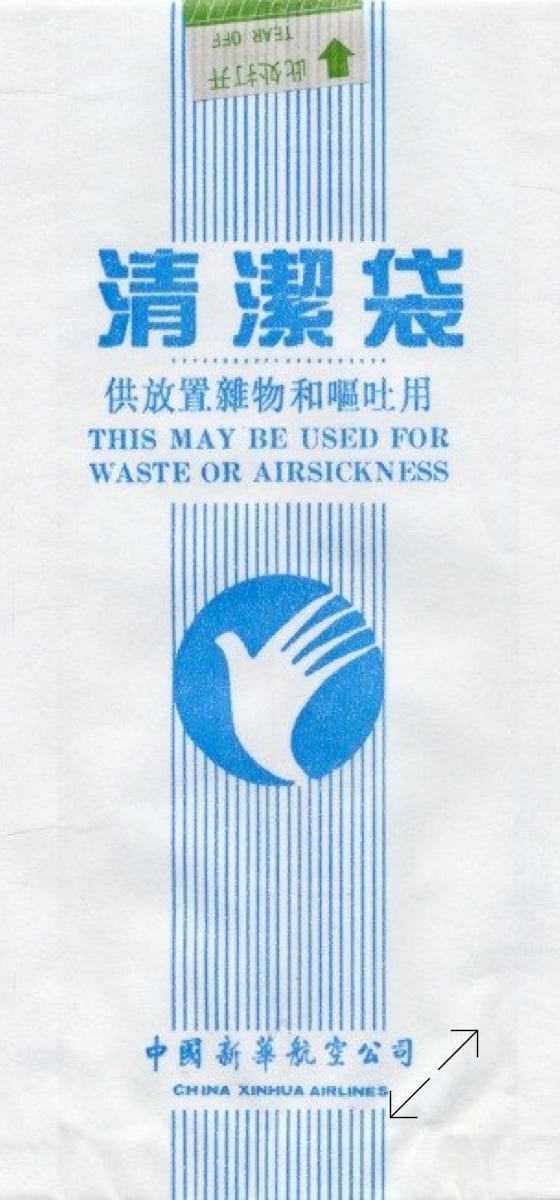 TEAR OFF
此处打开
清潔袋
供放置雜物和嘔吐用
THIS MAY BE USED FOR
WASTE OR AIRSICKNESS
中國新華航空公司
CHINA XINHUA AIRLINES